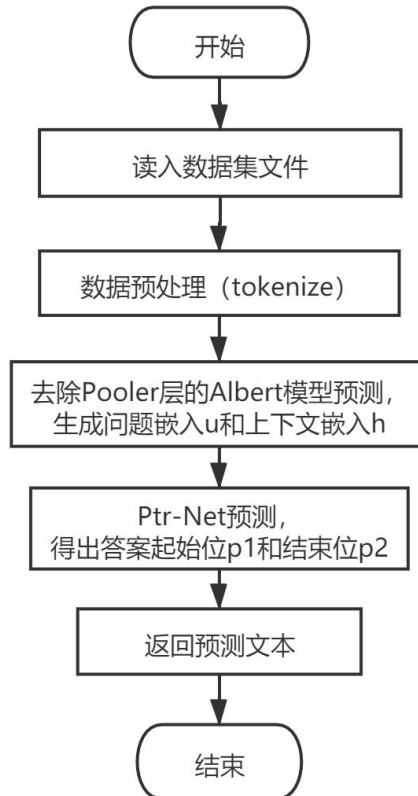 开始
读入数据集文件
数据预处理（tokenize）
去除Pooler层的Albert模型预测，
生成问题嵌入u和上下文嵌入h
Ptr-Net预测，
得出答案起始位p1和结束位p2
返回预测文本
结束